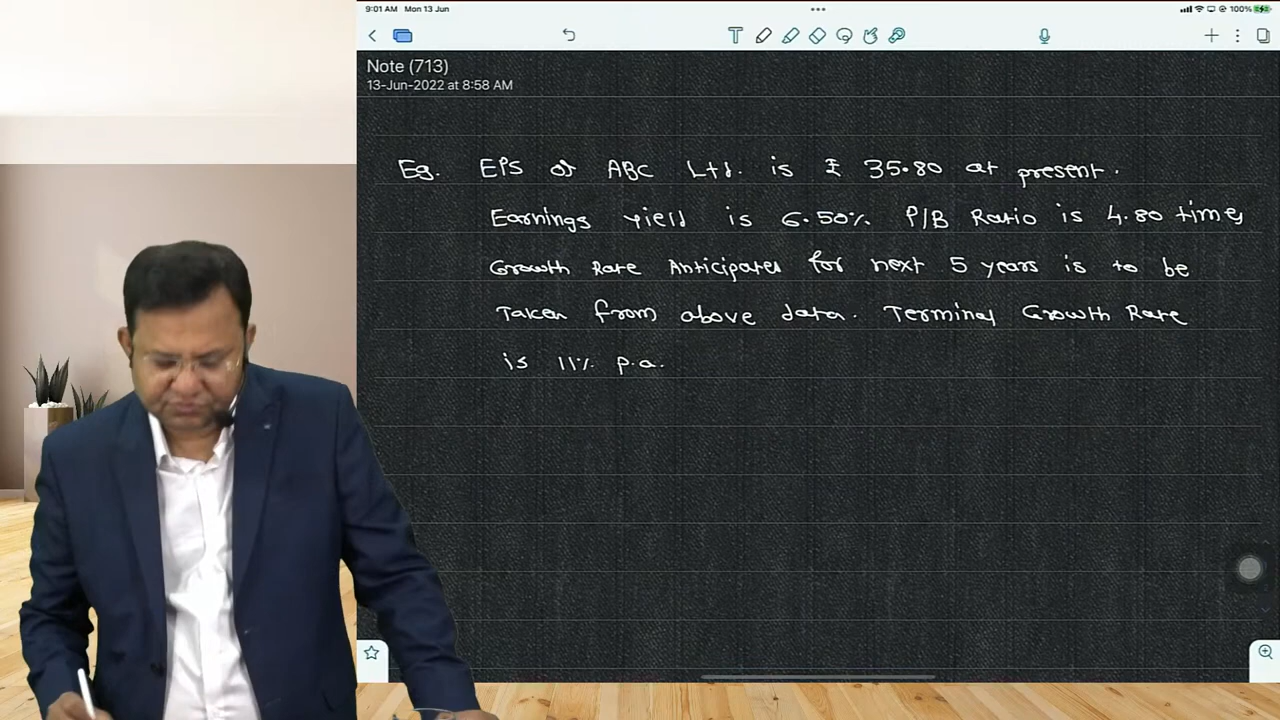 9:01 AM Mon 13 Jun
100%
Note (713)
13-Jun-2022 at 8:58 AM
Eg. EPS of ABC Ltd. is ₹ 35.80 at present.
Earnings yield is 6.50% P/B Ratio is 4.80 times
Growth Rate Anticipated for next 5 years is to be
Taken from above data. Terminal Growth Rate
is 11% p.a.